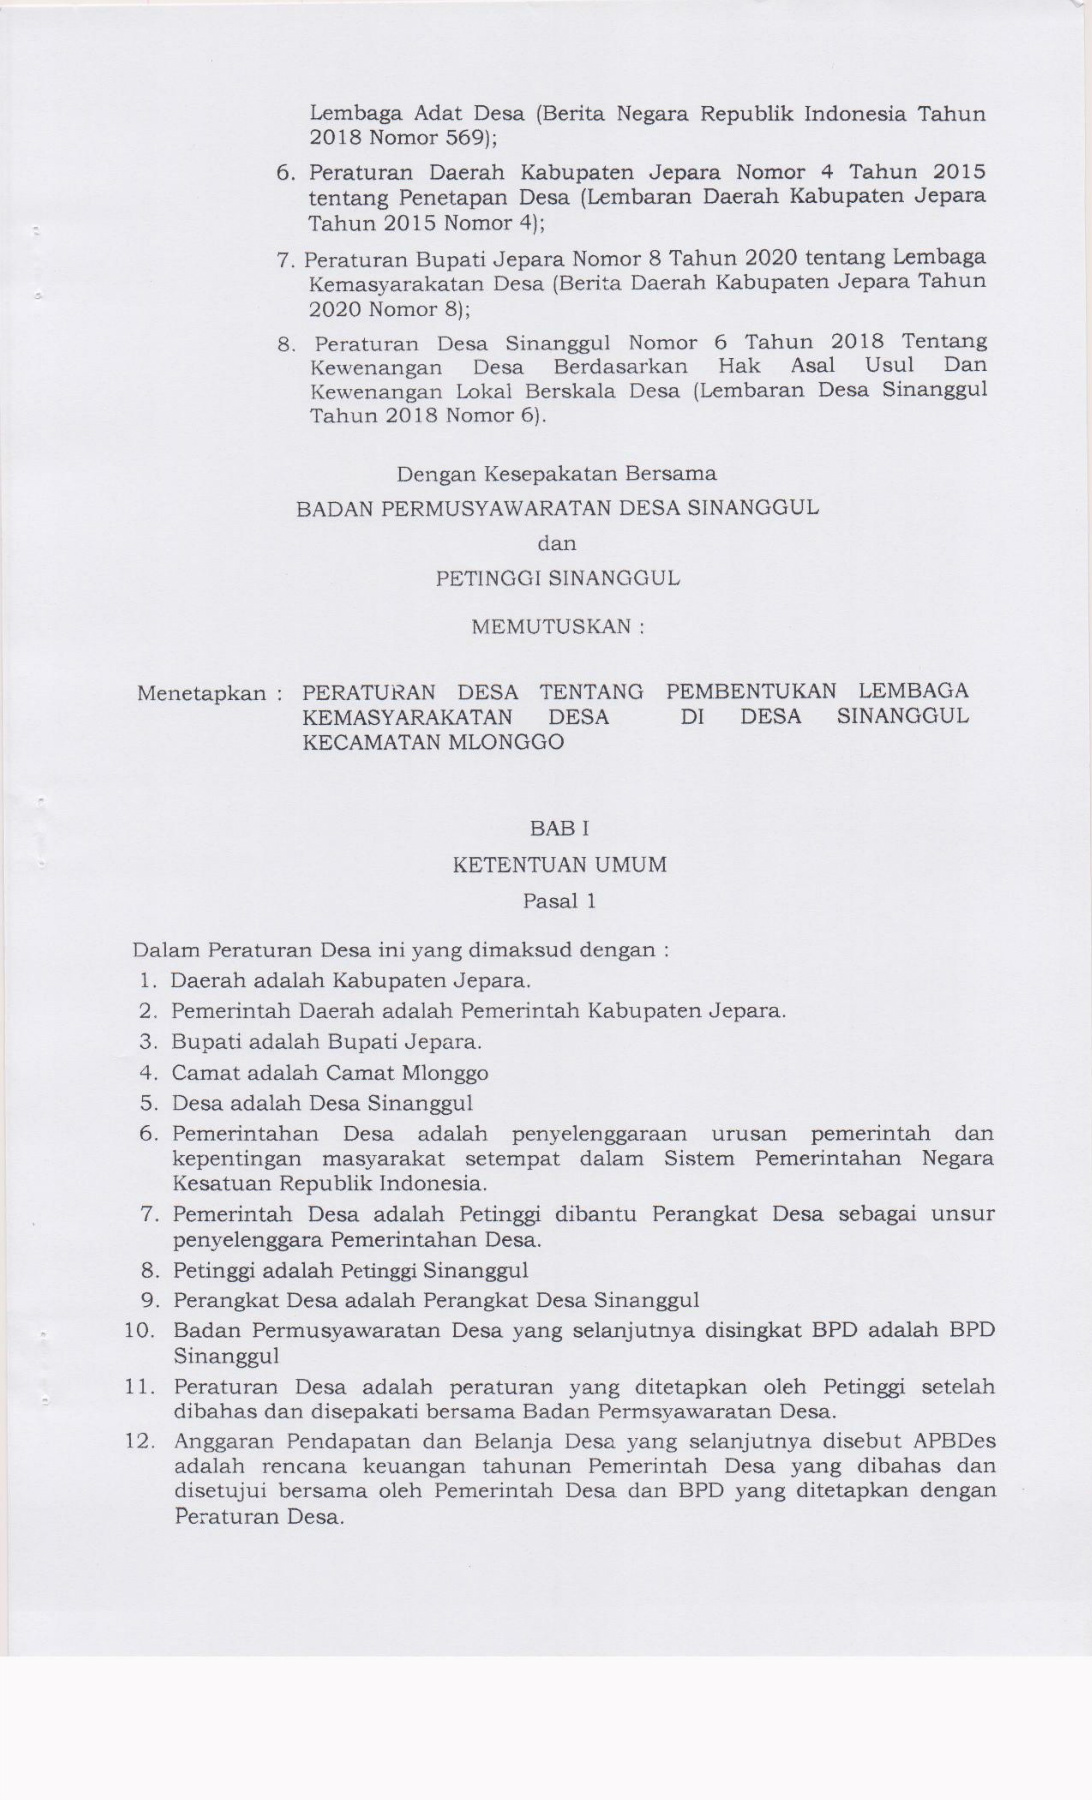 Lembaga Adat Desa (Berita Negara Republik Indonesia Tahun
2018 Nomor 569);
6. Peraturan Daerah Kabupaten Jepara Nomor 4 Tahun 2015
tentang Penetapan Desa (Lembaran Daerah Kabupaten Jepara
Tahun 2015 Nomor 4);
7. Peraturan Bupati Jepara Nomor 8 Tahun 2020 tentang Lembaga
Kemasyarakatan Desa (Berita Daerah Kabupaten Jepara Tahun
2020 Nomor 8);
8. Peraturan Desa Sinanggul Nomor 6 Tahun 2018 Tentang
Kewenangan Desa Berdasarkan Hak Asal Usul Dan
Kewenangan Lokal Berskala Desa (Lembaran Desa Sinanggul
Tahun 2018 Nomor 6).
Dengan Kesepakatan Bersama
BADAN PERMUSYAWARATAN DESA SINANGGUL
dan
PETINGGI SINANGGUL
MEMUTUSKAN :
Menetapkan : PERATURAN DESA TENTANG PEMBENTUKAN LEMBAGA
KEMASYARAKATAN DESA DI DESA SINANGGUL
KECAMATAN MLONGGO
BAB I
KETENTUAN UMUM
Pasal 1
Dalam Peraturan Desa ini yang dimaksud dengan :
1. Daerah adalah Kabupaten Jepara.
2. Pemerintah Daerah adalah Pemerintah Kabupaten Jepara.
3. Bupati adalah Bupati Jepara.
4. Camat adalah Camat Mlonggo
5. Desa adalah Desa Sinanggul
6. Pemerintahan Desa adalah penyelenggaraan urusan pemerintah dan
kepentingan masyarakat setempat dalam Sistem Pemerintahan Negara
Kesatuan Republik Indonesia.
7. Pemerintah Desa adalah Petinggi dibantu Perangkat Desa sebagai unsur
penyelenggara Pemerintahan Desa.
8. Petinggi adalah Petinggi Sinanggul
9. Perangkat Desa adalah Perangkat Desa Sinanggul
10. Badan Permusyawaratan Desa yang selanjutnya disingkat BPD adalah BPD
Sinanggul
11. Peraturan Desa adalah peraturan yang ditetapkan oleh Petinggi setelah
dibahas dan disepakati bersama Badan Permsyawaratan Desa.
12. Anggaran Pendapatan dan Belanja Desa yang selanjutnya disebut APBDes
adalah rencana keuangan tahunan Pemerintah Desa yang dibahas dan
disetujui bersama oleh Pemerintah Desa dan BPD yang ditetapkan dengan
Peraturan Desa.